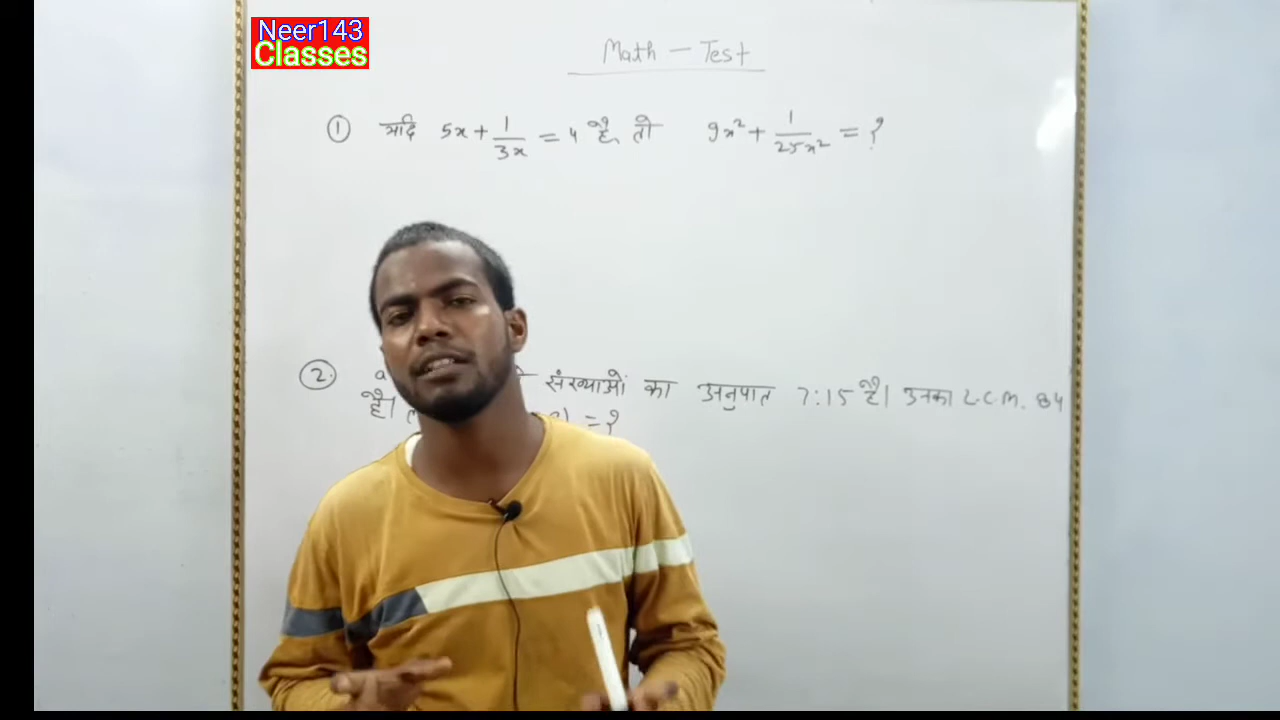 Neer143
Classes
Math - Test
① यदि 5x + 1/3x = 4 है, तो 9x² + 1/25x² = ?
② a संख्याओं का अनुपात 7:15 है। उनका L.C.M. 84
है। = ?